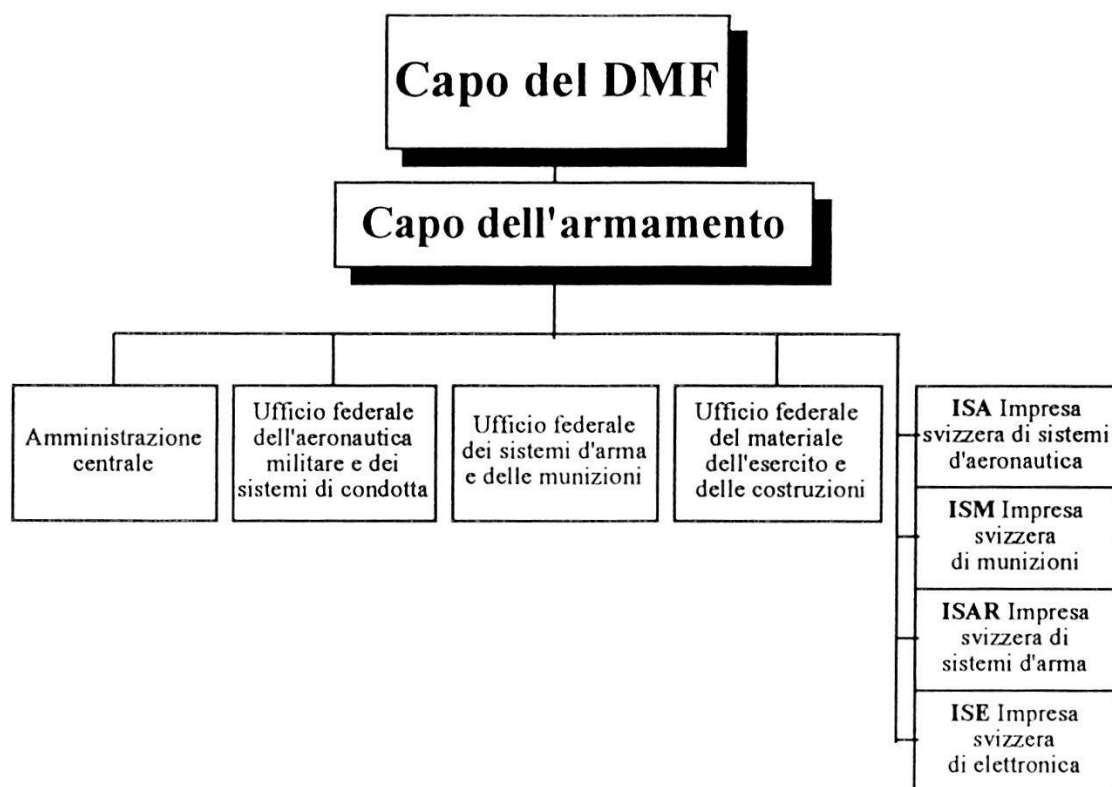 Capo del DMF
Capo dell'armamento
Amministrazione
centrale
Ufficio federale
dell'aeronautica
militare e dei
sistemi di condotta
Ufficio federale
dei sistemi d'arma
e delle munizioni
Ufficio federale
del materiale
dell'esercito e
delle costruzioni
ISA Impresa
svizzera di sistemi
d'aeronautica
ISM Impresa
svizzera
di munizioni
ISAR Impresa
svizzera di
sistemi d'arma
ISE Impresa
svizzera
di elettronica